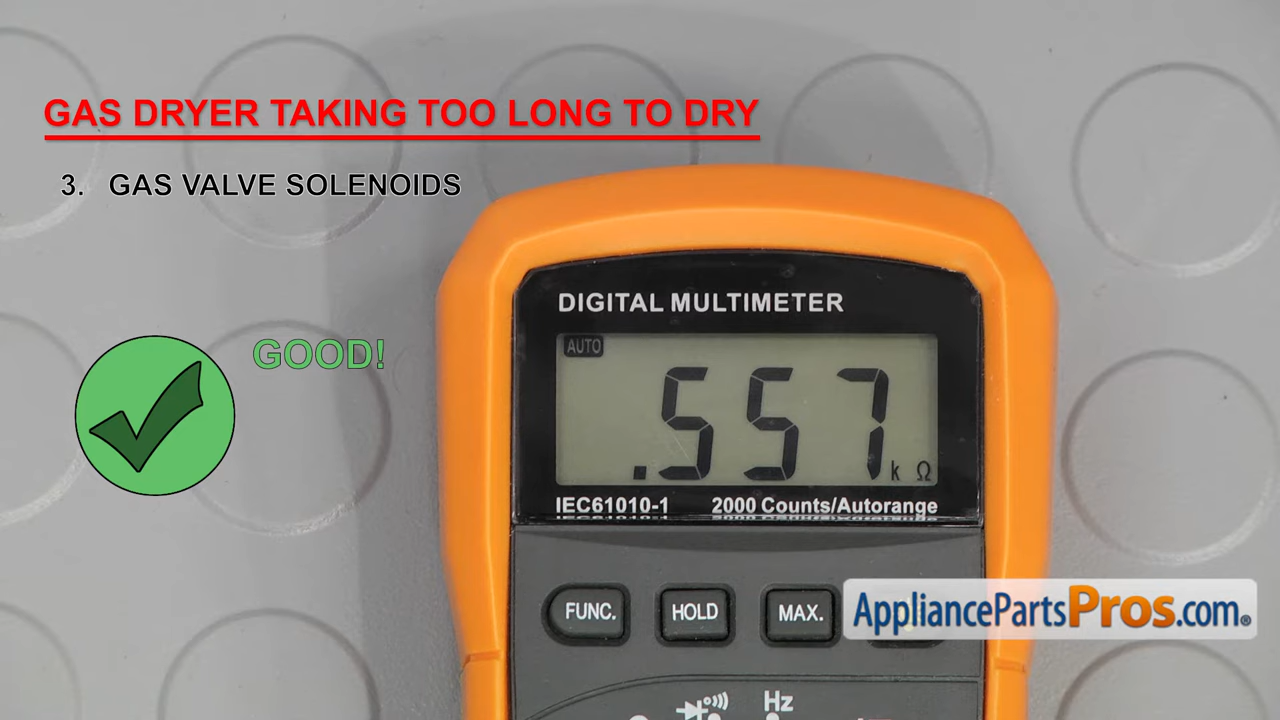 GAS DRYER TAKING TOO LONG TO DRY
3. GAS VALVE SOLENOIDS
GOOD!
DIGITAL MULTIMETER
AUTO
.557 k Ω
IEC61010-1 2000 Counts/Autorange
FUNC. HOLD MAX.
AppliancePartsPros.com®
Hz